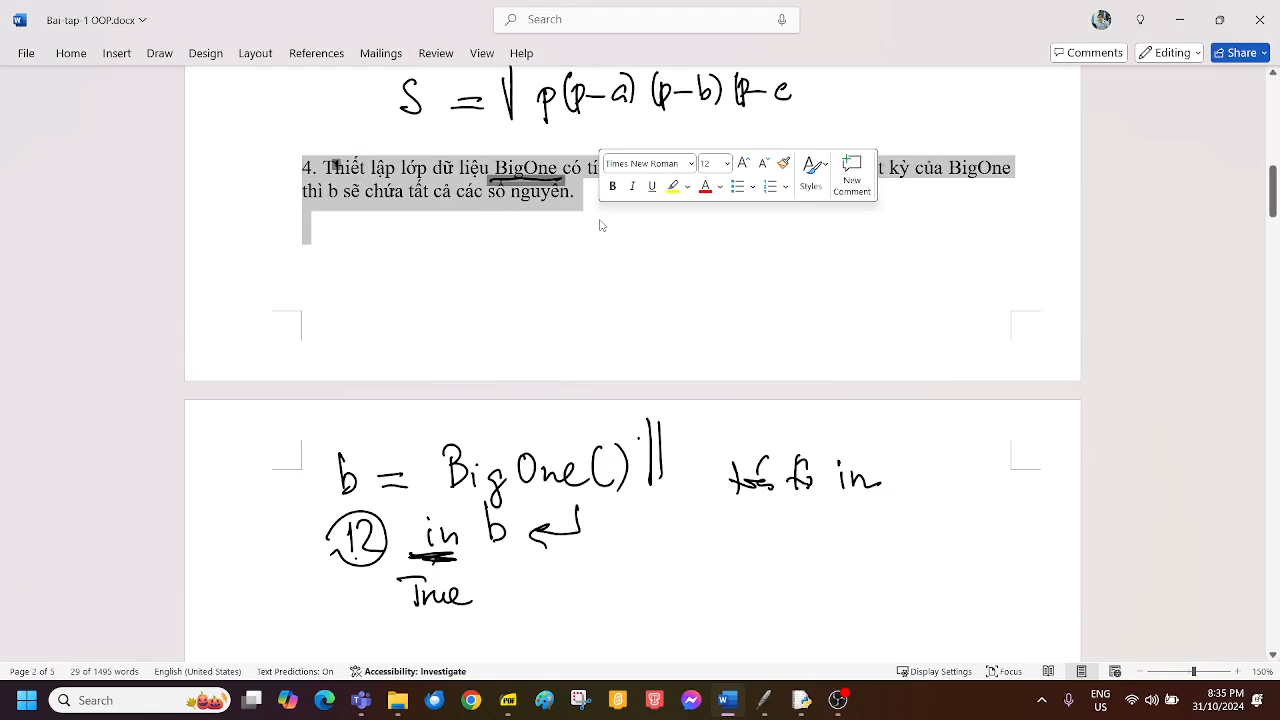 Bai-tap-1 OOP.docx
Search
File Home Insert Draw Design Layout References Mailings Review View Help
Comments Editing Share
S = √ p(p-a) (p-b) (p-c
4. Thiết lập lớp dữ liệu BigOne có tí
t kỳ của BigOne
thì b sẽ chứa tất cả các số nguyên.
Times New Roman 12 A A Styles New Comment
B I U A
b = BigOne()
in
12 in b
True
Page 2 of 5 29 of 1495 words English (United States) Text Predictions: On Accessibility: Investigate Display Settings Focus 150%
Search
PDF
ENG
US
8:35 PM
31/10/2024